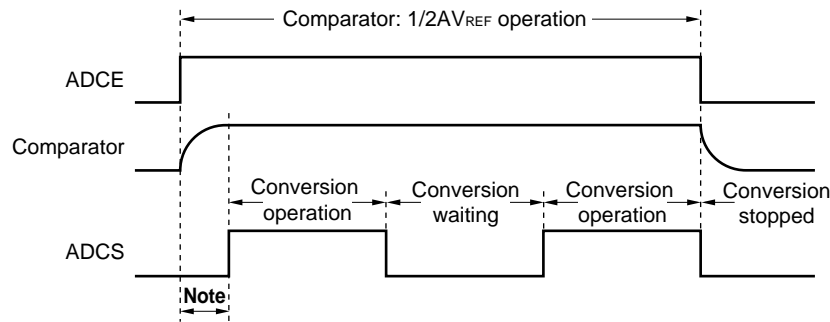 Comparator: 1/2AVREF operation
ADCE
Comparator
Conversion operation
Conversion waiting
Conversion operation
Conversion stopped
ADCS
Note